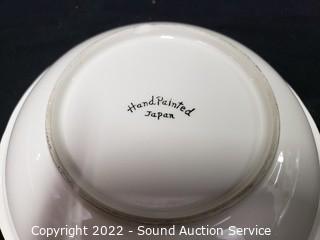 Hand Painted
Japan
Copyright 2022 - Sound Auction Service